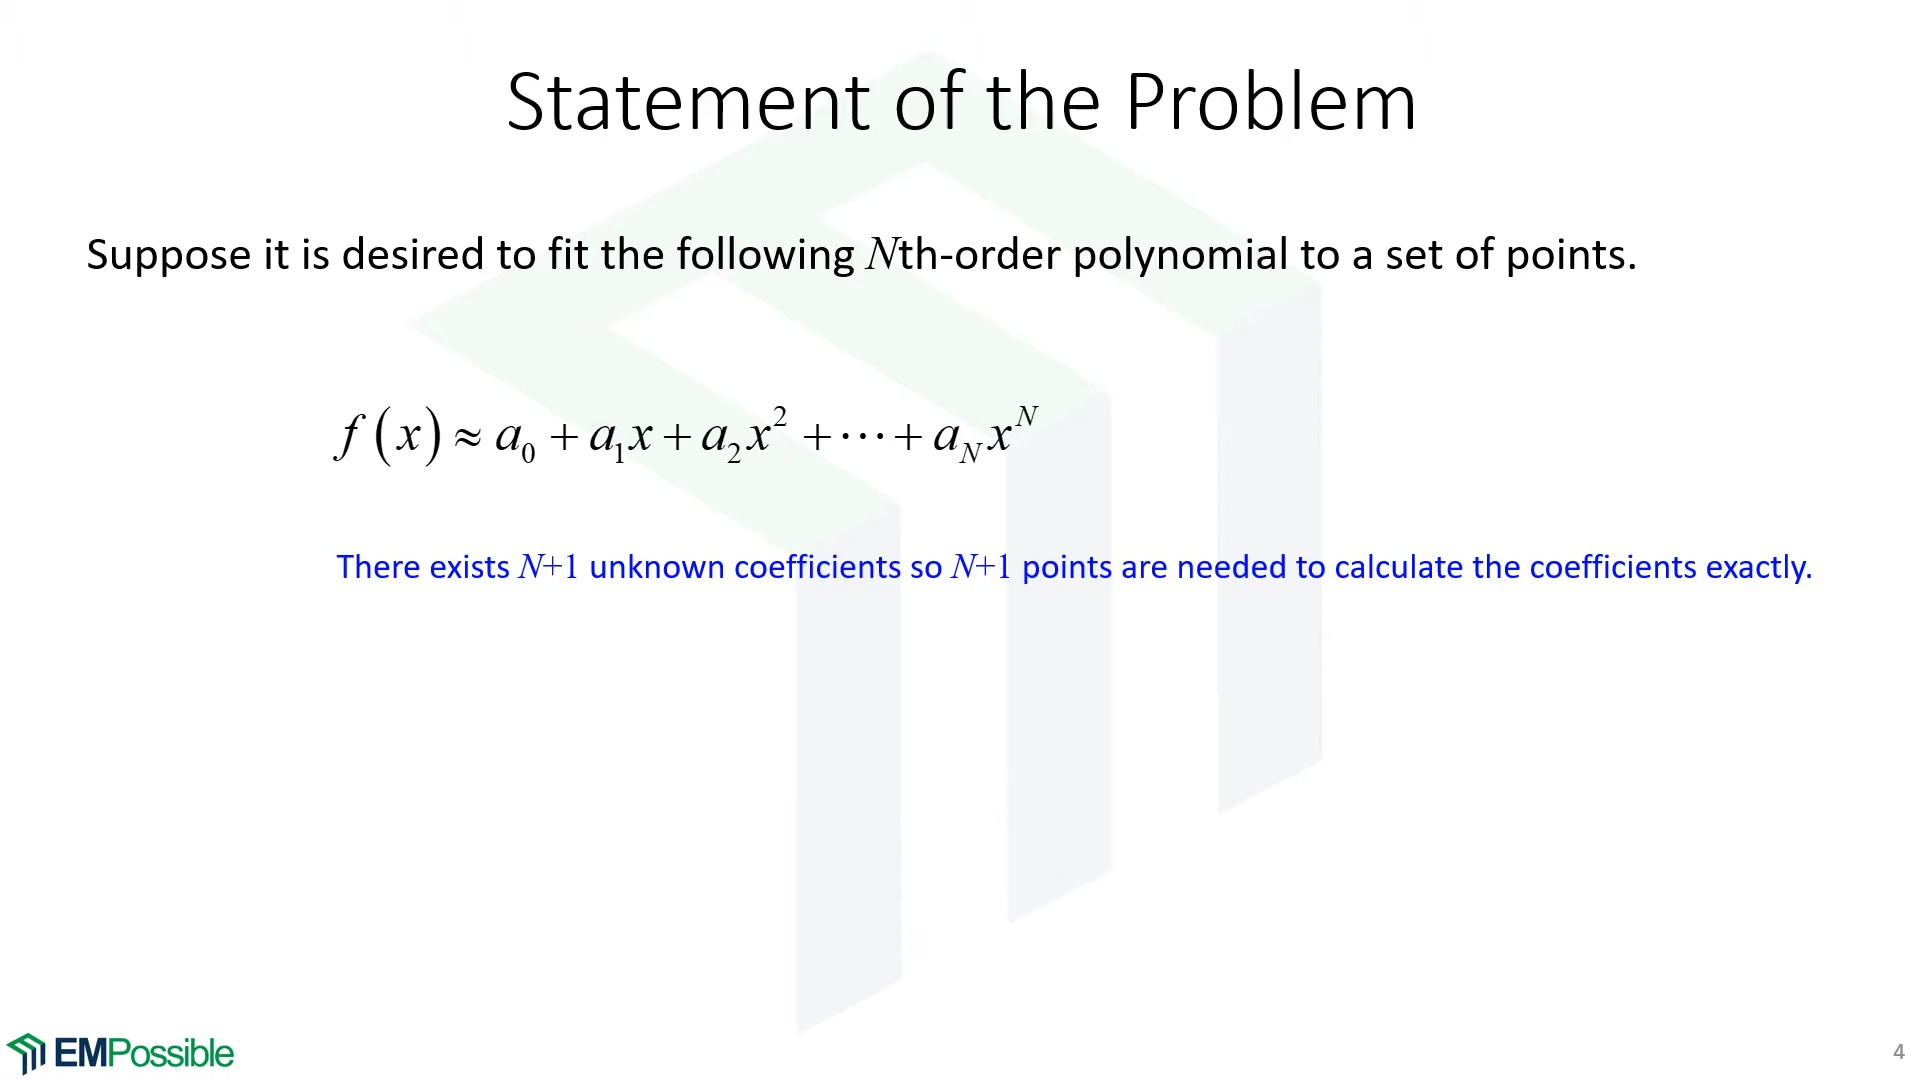 Statement of the Problem
Suppose it is desired to fit the following Nth-order polynomial to a set of points.
f(x) ≈ a₀ + a₁x + a₂x² + ⋯ + a_N x^N
There exists N+1 unknown coefficients so N+1 points are needed to calculate the coefficients exactly.
EMPossible
4